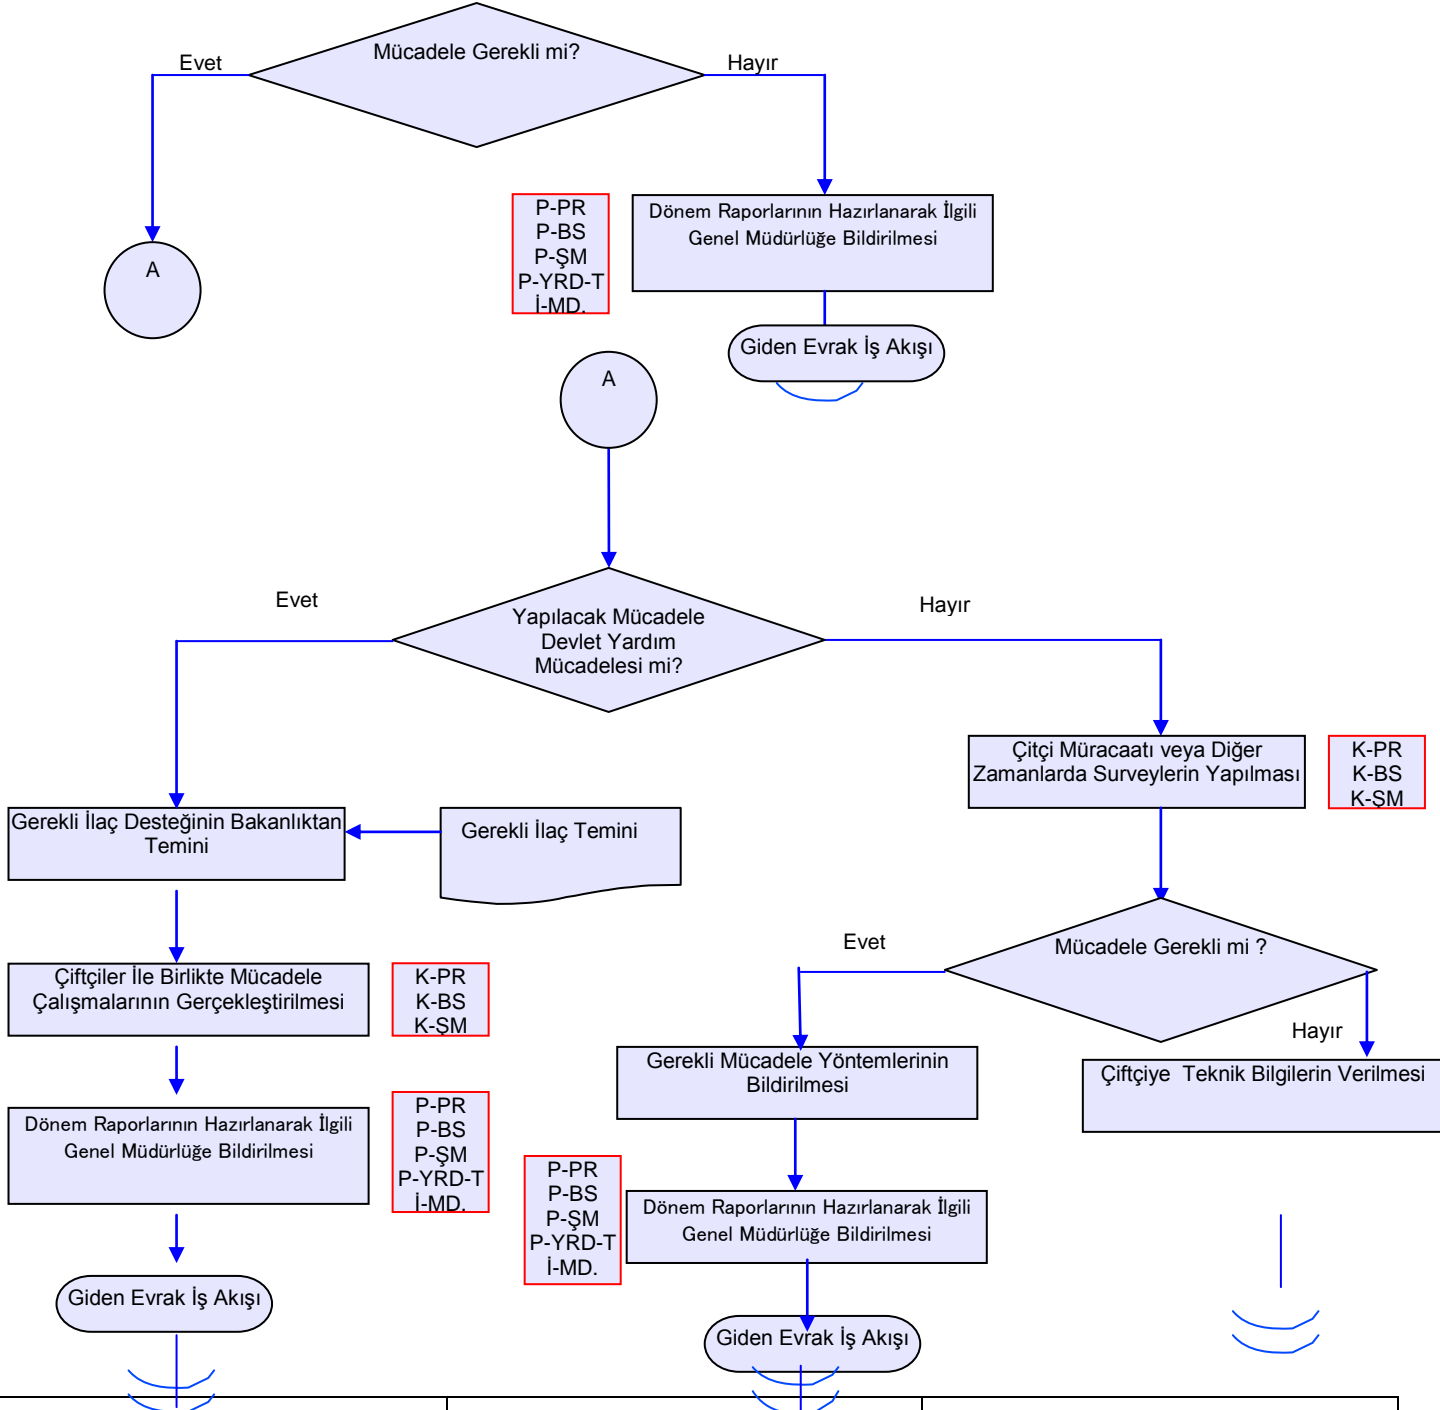 Mücadele Gerekli mi?
Evet
Hayır
A
P-PR
P-BS
P-ŞM
P-YRD-T
İ-MD.
Dönem Raporlarının Hazırlanarak İlgili
Genel Müdürlüğe Bildirilmesi
Giden Evrak İş Akışı
A
Evet
Yapılacak Mücadele
Devlet Yardım
Mücadelesi mi?
Hayır
Çitçi Müracaatı veya Diğer
Zamanlarda Surveylerin Yapılması
K-PR
K-BS
K-ŞM
Gerekli İlaç Desteğinin Bakanlıktan
Temini
Gerekli İlaç Temini
Evet
Mücadele Gerekli mi ?
Hayır
Çiftçiler İle Birlikte Mücadele
Çalışmalarının Gerçekleştirilmesi
K-PR
K-BS
K-ŞM
Gerekli Mücadele Yöntemlerinin
Bildirilmesi
Çiftçiye Teknik Bilgilerin Verilmesi
Dönem Raporlarının Hazırlanarak İlgili
Genel Müdürlüğe Bildirilmesi
P-PR
P-BS
P-ŞM
P-YRD-T
İ-MD.
P-PR
P-BS
P-ŞM
P-YRD-T
İ-MD.
Dönem Raporlarının Hazırlanarak İlgili
Genel Müdürlüğe Bildirilmesi
Giden Evrak İş Akışı
Giden Evrak İş Akışı